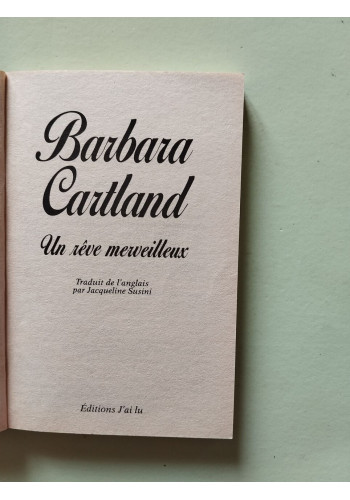 Barbara
Cartland
Un rêve merveilleux
Traduit de l'anglais
par Jacqueline Susini
Éditions J'ai lu